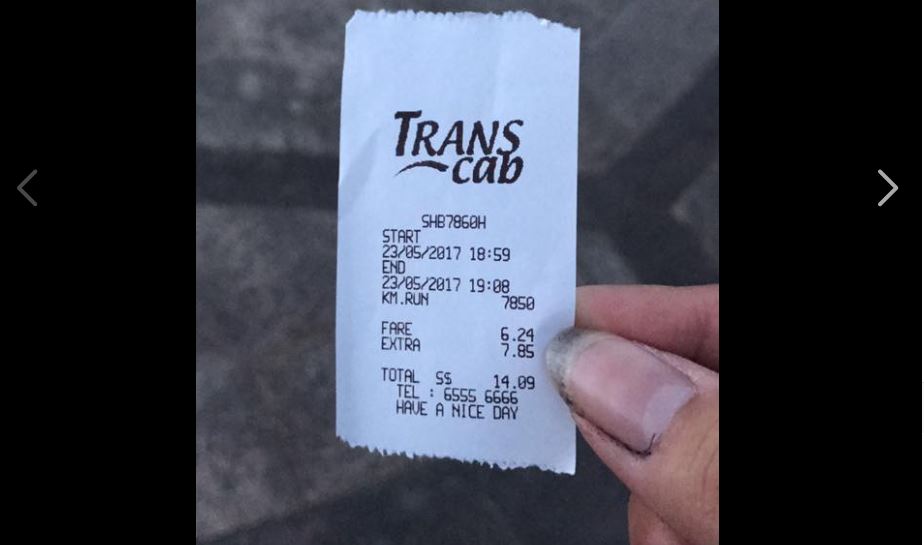 TRANS
cab
SHB7860H
START
23/05/2017 18:59
END
23/05/2017 19:08
KM.RUN 7850
FARE 6.24
EXTRA 7.85
TOTAL S$ 14.09
TEL : 6555 6666
HAVE A NICE DAY